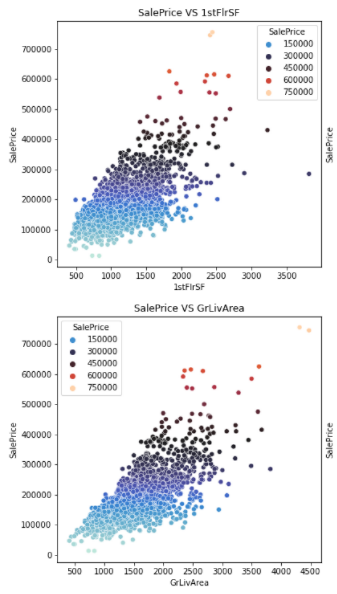 SalePrice VS 1stFlrSF
700000
600000
500000
400000
300000
200000
100000
0
SalePrice
SalePrice
150000
300000
450000
600000
750000
SalePrice
500 1000 1500 2000 2500 3000 3500
1stFlrSF
SalePrice VS GrLivArea
700000
600000
500000
400000
300000
200000
100000
0
SalePrice
SalePrice
150000
300000
450000
600000
750000
SalePrice
500 1000 1500 2000 2500 3000 3500 4000 4500
GrLivArea